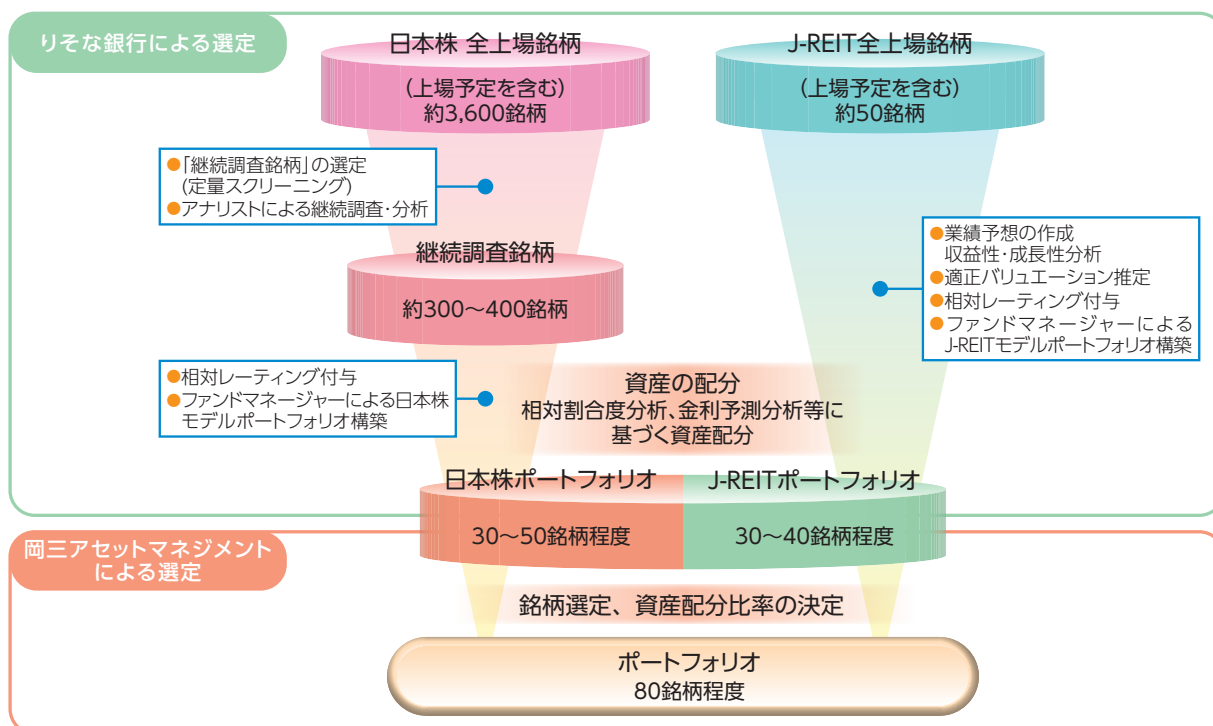 りそな銀行による選定
日本株 全上場銘柄
(上場予定を含む)
約3,600銘柄
J-REIT全上場銘柄
(上場予定を含む)
約50銘柄
●「継続調査銘柄」の選定
(定量スクリーニング)
●アナリストによる継続調査・分析
継続調査銘柄
約300～400銘柄
●業績予想の作成
収益性・成長性分析
●適正バリュエーション推定
●相対レーティング付与
●ファンドマネージャーによる
J-REITモデルポートフォリオ構築
●相対レーティング付与
●ファンドマネージャーによる日本株
モデルポートフォリオ構築
資産の配分
相対割合度分析、金利予測分析等に
基づく資産配分
日本株ポートフォリオ
30～50銘柄程度
J-REITポートフォリオ
30～40銘柄程度
岡三アセットマネジメント
による選定
銘柄選定、資産配分比率の決定
ポートフォリオ
80銘柄程度